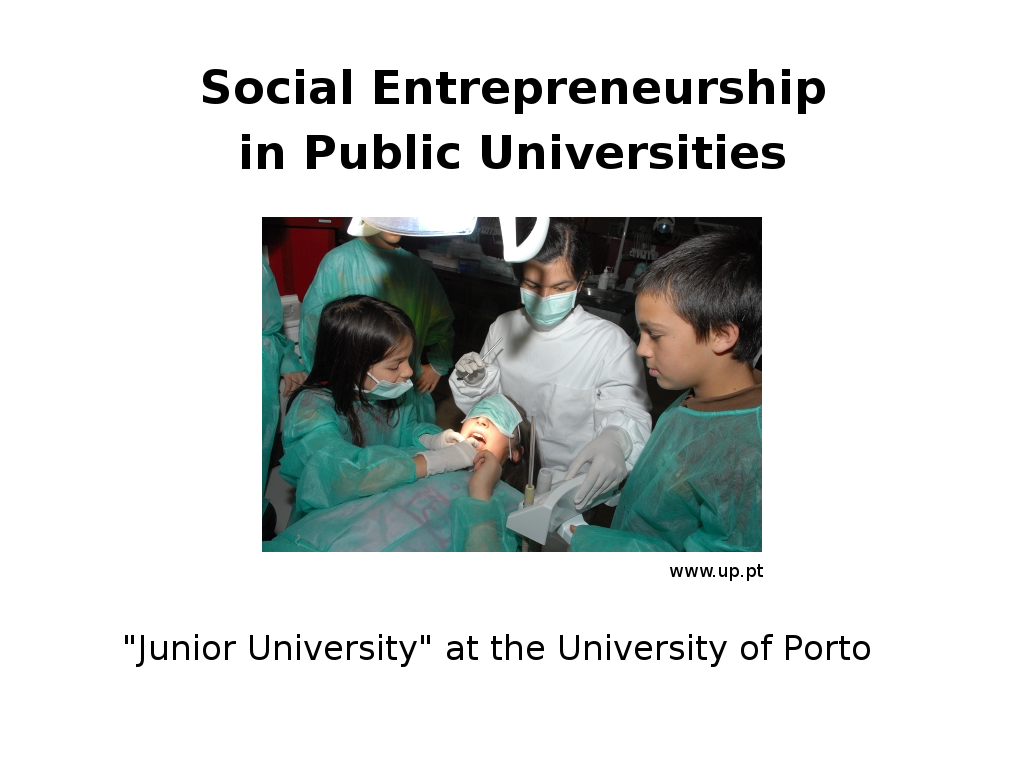 Social Entrepreneurship
in Public Universities
www.up.pt
"Junior University" at the University of Porto